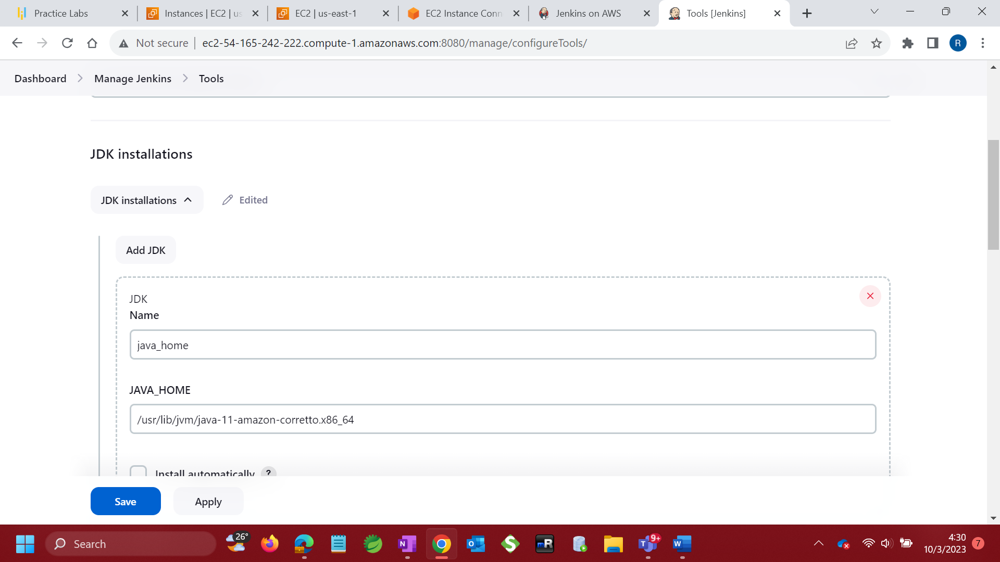 Practice Labs
Instances | EC2 | us
EC2 | us-east-1
EC2 Instance Conn
Jenkins on AWS
Tools [Jenkins]
Not secure
ec2-54-165-242-222.compute-1.amazonaws.com:8080/manage/configureTools/
R
Dashboard
Manage Jenkins
Tools
JDK installations
JDK installations
Edited
Add JDK
JDK
Name
java_home
JAVA_HOME
/usr/lib/jvm/java-11-amazon-corretto.x86_64
Install automatically
?
Save
Apply
Search
26°
N
O
S
mR
T
9+
W
4:30
10/3/2023
7